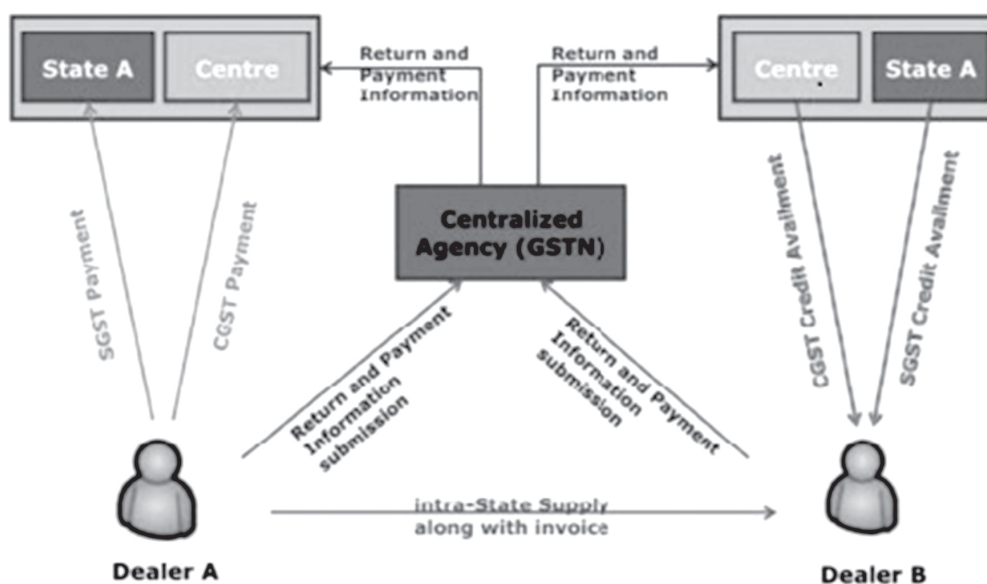 State A
Centre
Return and
Payment
Information
Return and
Payment
Information
Centre
State A
SGST Payment
CGST Payment
Centralized
Agency (GSTN)
CGST Credit Availment
SGST Credit Availment
Return and Payment
Information
submission
Return and Payment
Information
submission
intra-State Supply
along with invoice
Dealer A
Dealer B